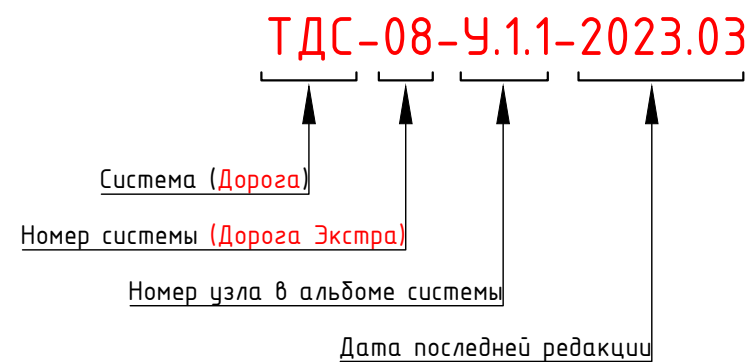 ТДС-08-У.1.1-2023.03
Система (Дорога)
Номер системы (Дорога Экстра)
Номер узла в альбоме системы
Дата последней редакции